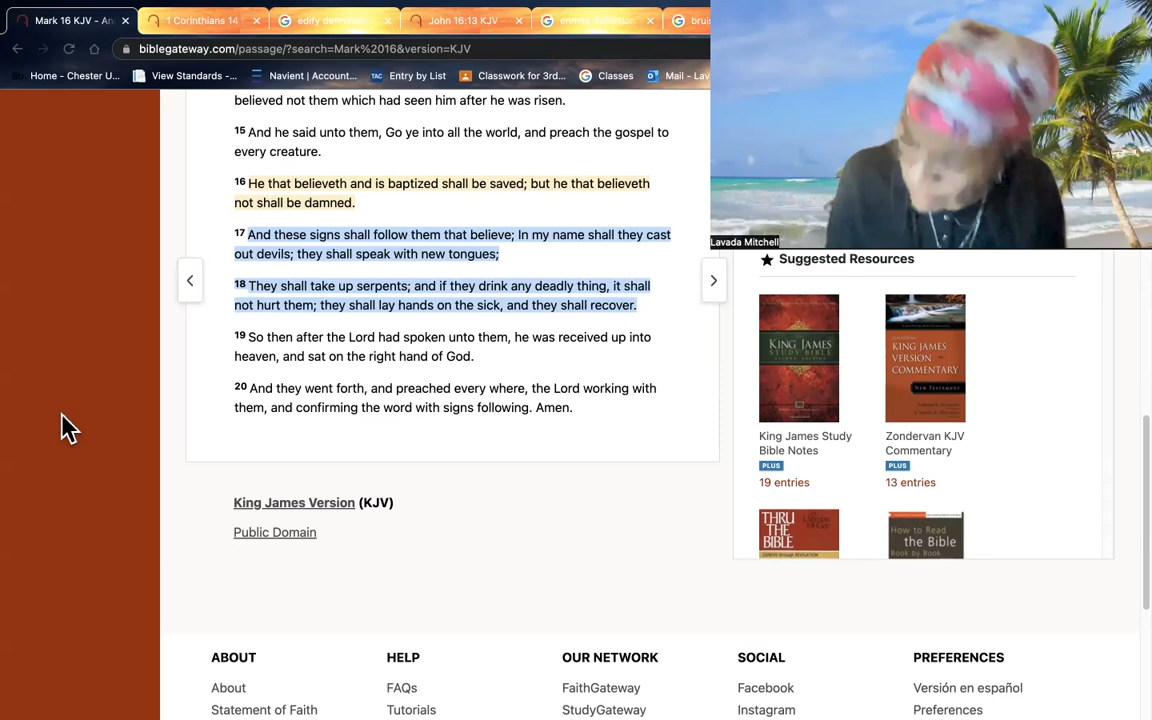 Mark 16 KJV - An
1 Corinthians 14
edify definition
John 16:13 KJV -
enmity definition
bruis
biblegateway.com/passage/?search=Mark%2016&version=KJV
Home - Chester U...
View Standards -...
Navient | Account...
TAC Entry by List
Classwork for 3rd...
Classes
Mail - Lav
believed not them which had seen him after he was risen.
15 And he said unto them, Go ye into all the world, and preach the gospel to
every creature.
16 He that believeth and is baptized shall be saved; but he that believeth
not shall be damned.
17 And these signs shall follow them that believe; In my name shall they cast
out devils; they shall speak with new tongues;
18 They shall take up serpents; and if they drink any deadly thing, it shall
not hurt them; they shall lay hands on the sick, and they shall recover.
19 So then after the Lord had spoken unto them, he was received up into
heaven, and sat on the right hand of God.
20 And they went forth, and preached every where, the Lord working with
them, and confirming the word with signs following. Amen.
King James Version (KJV)
Public Domain
Lavada Mitchell
Suggested Resources
KING JAMES
STUDY BIBLE
KING JAMES
VERSION
COMMENTARY
NEW TESTAMENT
King James Study
Bible Notes
PLUS
19 entries
Zondervan KJV
Commentary
PLUS
13 entries
THRU
THE
BIBLE
How to Read
the Bible
Book by Book
ABOUT
About
Statement of Faith
HELP
FAQs
Tutorials
OUR NETWORK
FaithGateway
StudyGateway
SOCIAL
Facebook
Instagram
PREFERENCES
Versión en español
Preferences